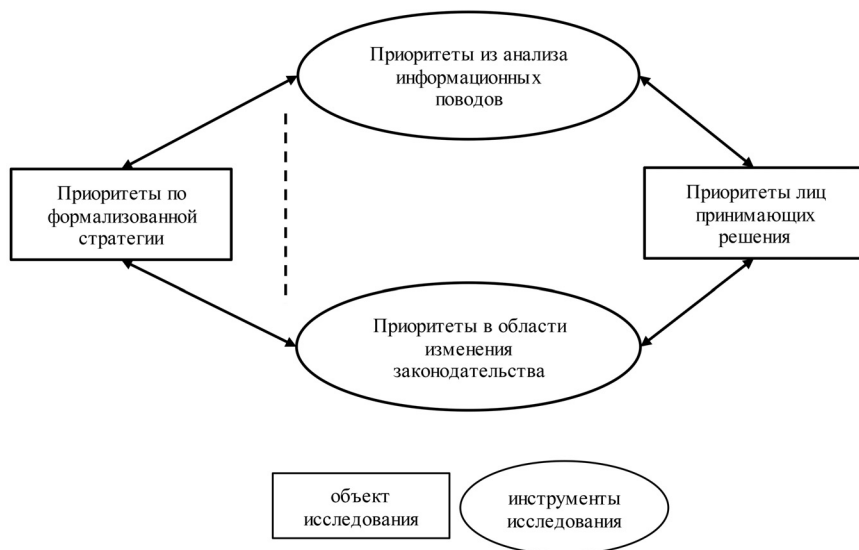 Приоритеты из анализа
информационных
поводов
Приоритеты по
формализованной
стратегии
Приоритеты лиц
принимающих
решения
Приоритеты в области
изменения
законодательства
объект
исследования
инструменты
исследования